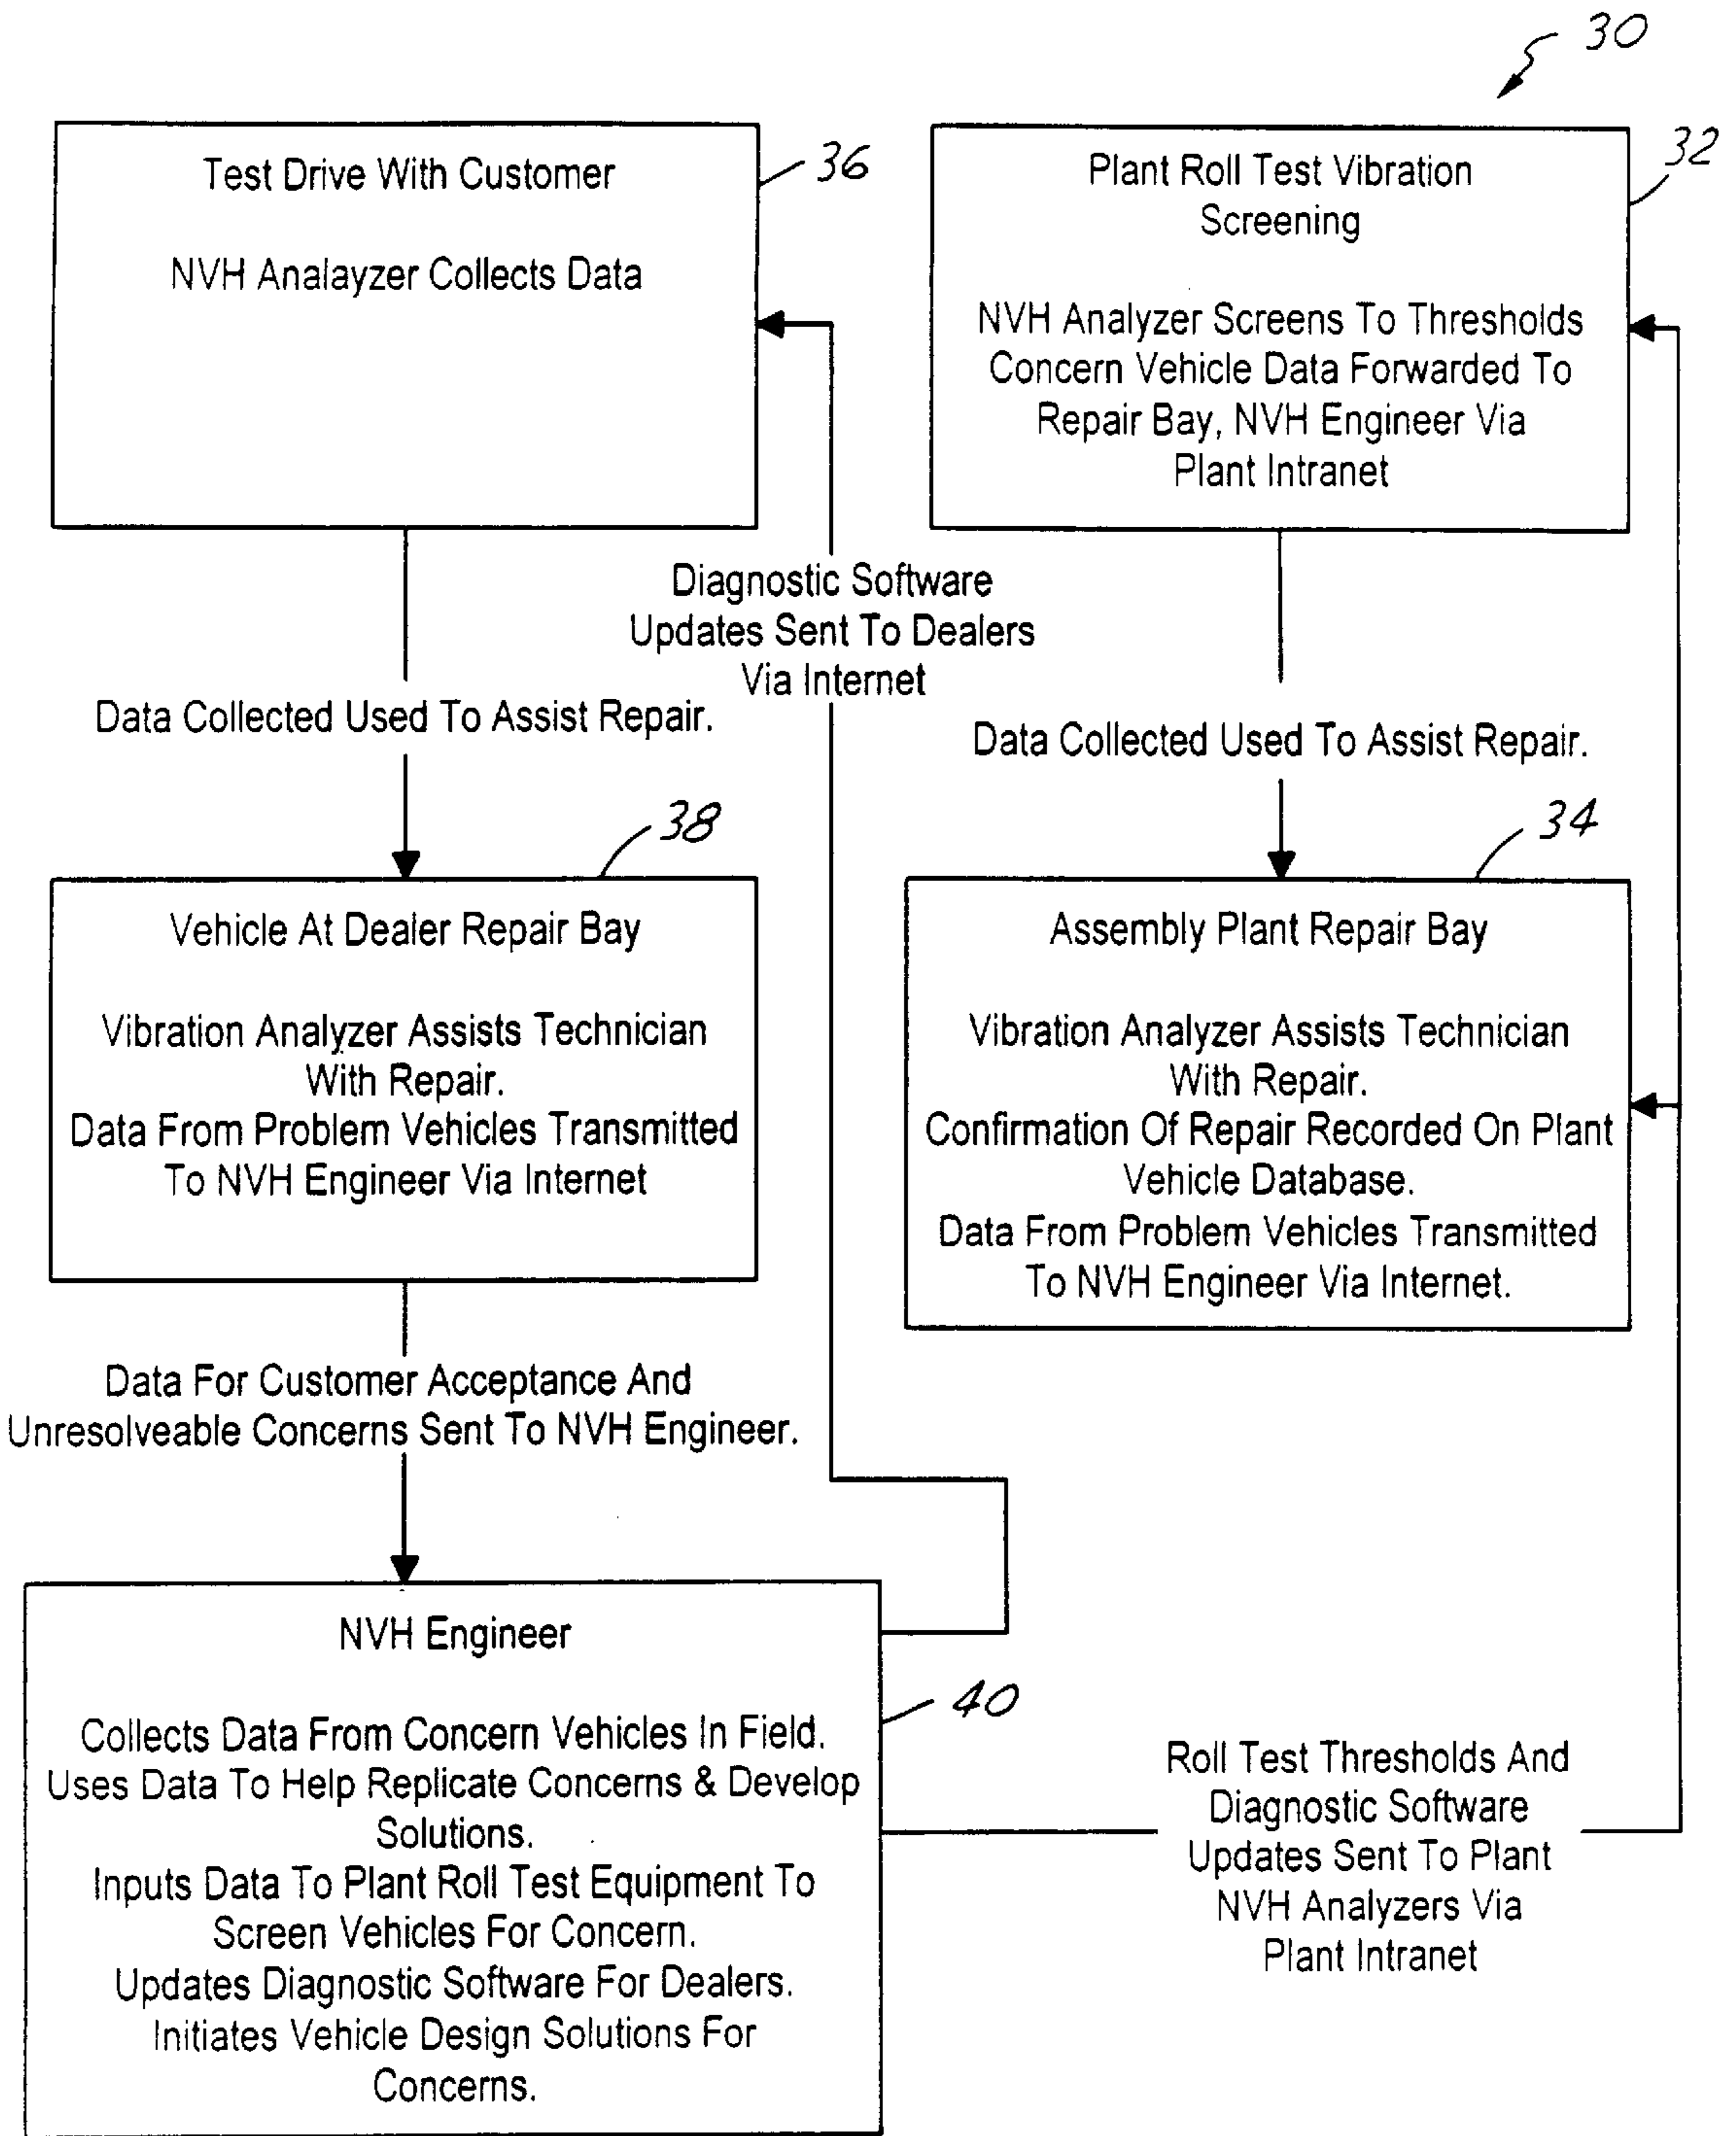 30
36
Test Drive With Customer
NVH Analayzer Collects Data
32
Plant Roll Test Vibration
Screening
NVH Analyzer Screens To Thresholds
Concern Vehicle Data Forwarded To
Repair Bay, NVH Engineer Via
Plant Intranet
Diagnostic Software
Updates Sent To Dealers
Via Internet
Data Collected Used To Assist Repair.
Data Collected Used To Assist Repair.
38
Vehicle At Dealer Repair Bay
Vibration Analyzer Assists Technician
With Repair.
Data From Problem Vehicles Transmitted
To NVH Engineer Via Internet
34
Assembly Plant Repair Bay
Vibration Analyzer Assists Technician
With Repair.
Confirmation Of Repair Recorded On Plant
Vehicle Database.
Data From Problem Vehicles Transmitted
To NVH Engineer Via Internet.
Data For Customer Acceptance And
Unresolveable Concerns Sent To NVH Engineer.
NVH Engineer
40
Collects Data From Concern Vehicles In Field.
Uses Data To Help Replicate Concerns & Develop
Solutions.
Inputs Data To Plant Roll Test Equipment To
Screen Vehicles For Concern.
Updates Diagnostic Software For Dealers.
Initiates Vehicle Design Solutions For
Concerns.
Roll Test Thresholds And
Diagnostic Software
Updates Sent To Plant
NVH Analyzers Via
Plant Intranet